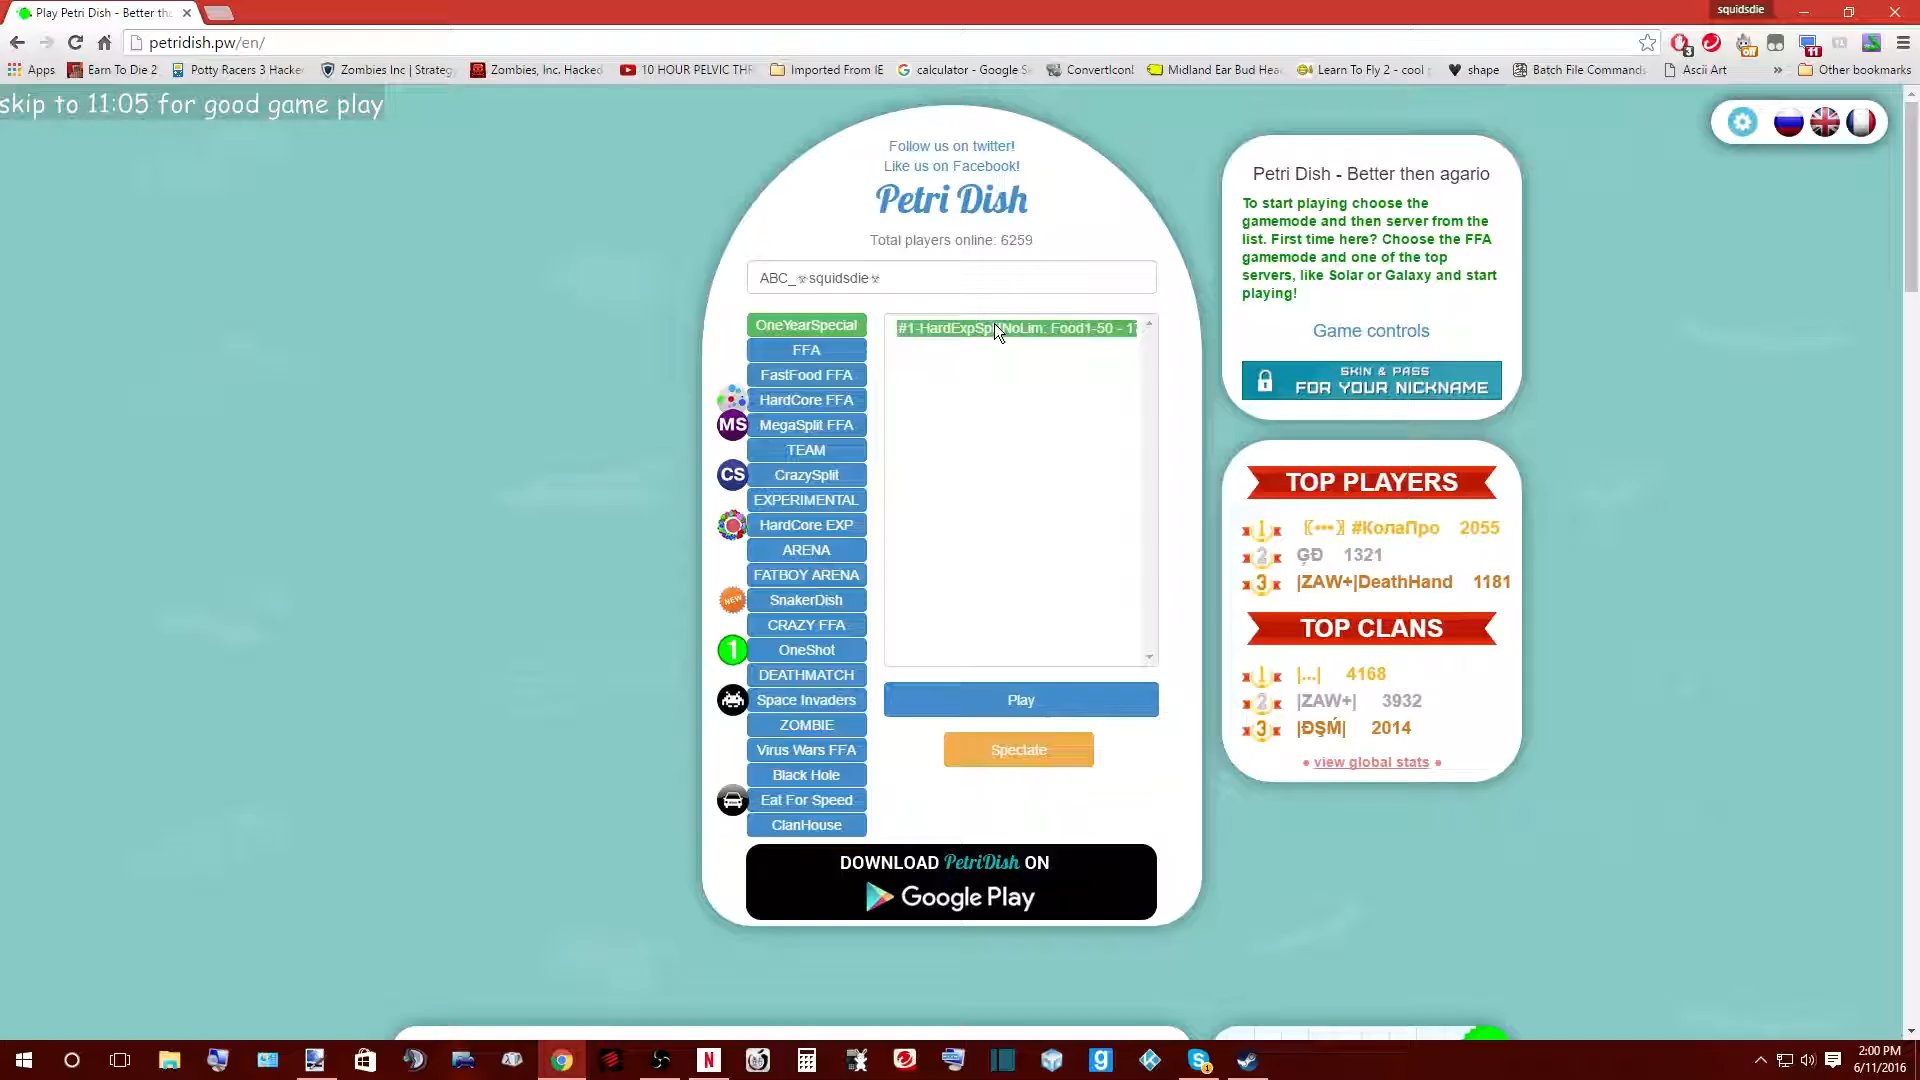 Play Petri Dish - Better tha
squidsdie
petridish.pw/en/
Apps
Earn To Die 2
Potty Racers 3 Hacke
Zombies Inc | Strateg
Zombies, Inc. Hacked
10 HOUR PELVIC THR
Imported From IE
calculator - Google Se
ConvertIcon!
Midland Ear Bud Hea
Learn To Fly 2 - cool
shape
Batch File Commands
Ascii Art
»
Other bookmarks
skip to 11:05 for good game play
Follow us on twitter!
Like us on Facebook!
Petri Dish
Total players online: 6259
ABC_☣squidsdie☣
OneYearSpecial
FFA
FastFood FFA
HardCore FFA
MS MegaSplit FFA
TEAM
CS CrazySplit
EXPERIMENTAL
HardCore EXP
ARENA
FATBOY ARENA
NEW SnakerDish
CRAZY FFA
1 OneShot
DEATHMATCH
Space Invaders
ZOMBIE
Virus Wars FFA
Black Hole
Eat For Speed
ClanHouse
Play
Spectate
DOWNLOAD PetriDish ON
Google Play
Petri Dish - Better then agario
To start playing choose the
gamemode and then server from the
list. First time here? Choose the FFA
gamemode and one of the top
servers, like Solar or Galaxy and start
playing!
Game controls
SKIN & PASS
FOR YOUR NICKNAME
TOP PLAYERS
1 〖•••〗#КолаПро 2055
2 ĢĐ 1321
3 |ZAW+|DeathHand 1181
TOP CLANS
1 |...| 4168
2 |ZAW+| 3932
3 |ĐŞḾ| 2014
• view global stats •
2:00 PM
6/11/2016